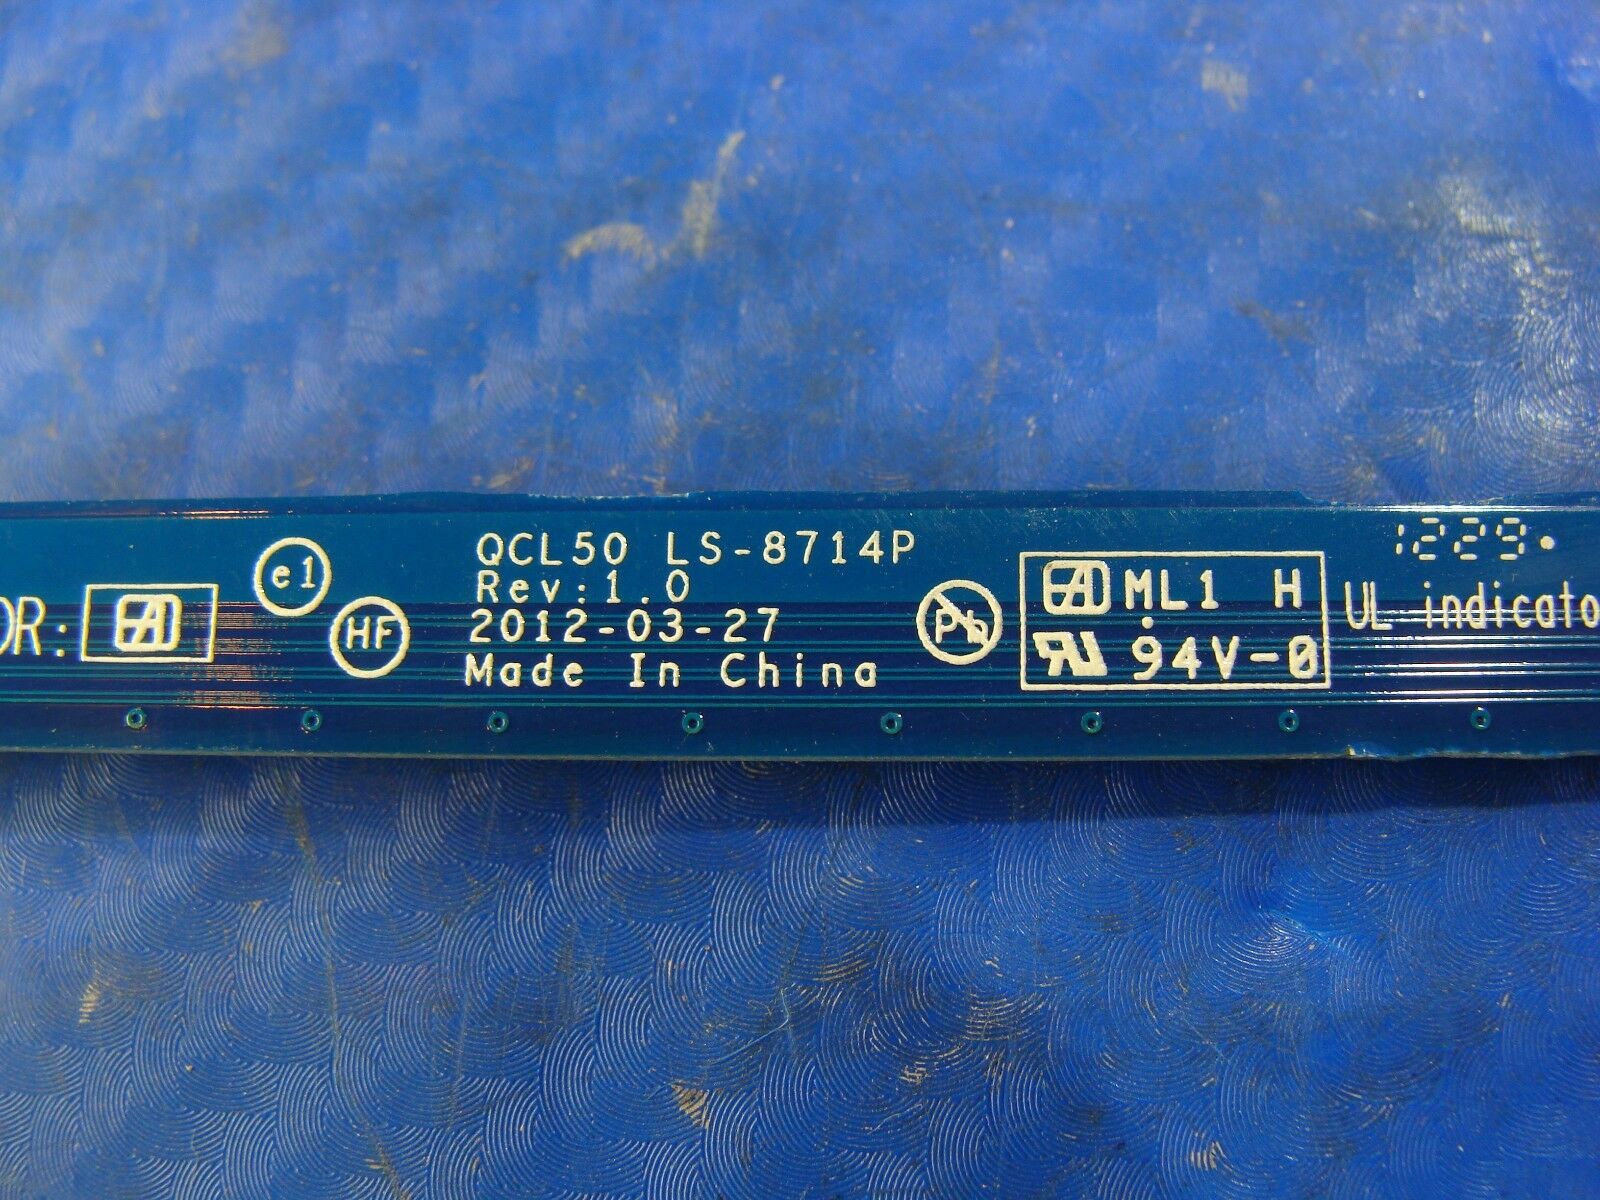 OR:
e1
HF
QCL50 LS-8714P
Rev:1.0
2012-03-27
Made In China
Pb
ML1 H
94V-0
1229.
UL indicato